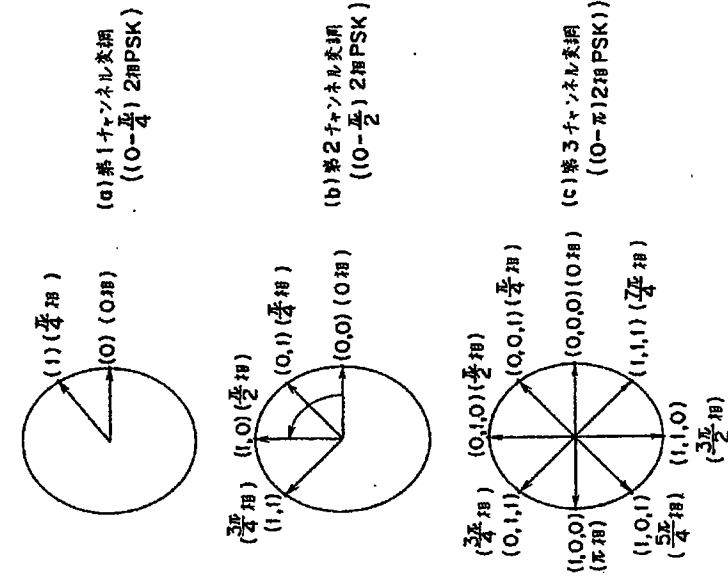 (1)(π/4相)
(0)(0相)
(a)第1チャンネル変調
((0-π/4) 2相PSK)
(1,0)(π/2相)
(3π/4相)
(1,1)
(0,1)(π/4相)
(0,0)(0相)
(b)第2チャンネル変調
((0-π/2) 2相PSK)
(0,1,0)(π/2相)
(3π/4相)
(0,1,1)
(0,0,1)(π/4相)
(1,0,0)
(π相)
(0,0,0)(0相)
(1,0,1)
(5π/4相)
(1,1,1)(7π/4相)
(1,1,0)
(3π/2相)
(c)第3チャンネル変調
((0-π)2相PSK))